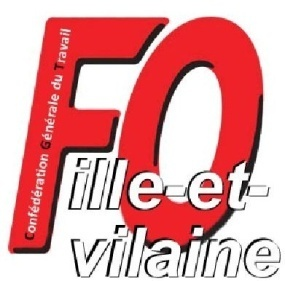 Confédération Générale du Travail
FO
ille-et-
vilaine